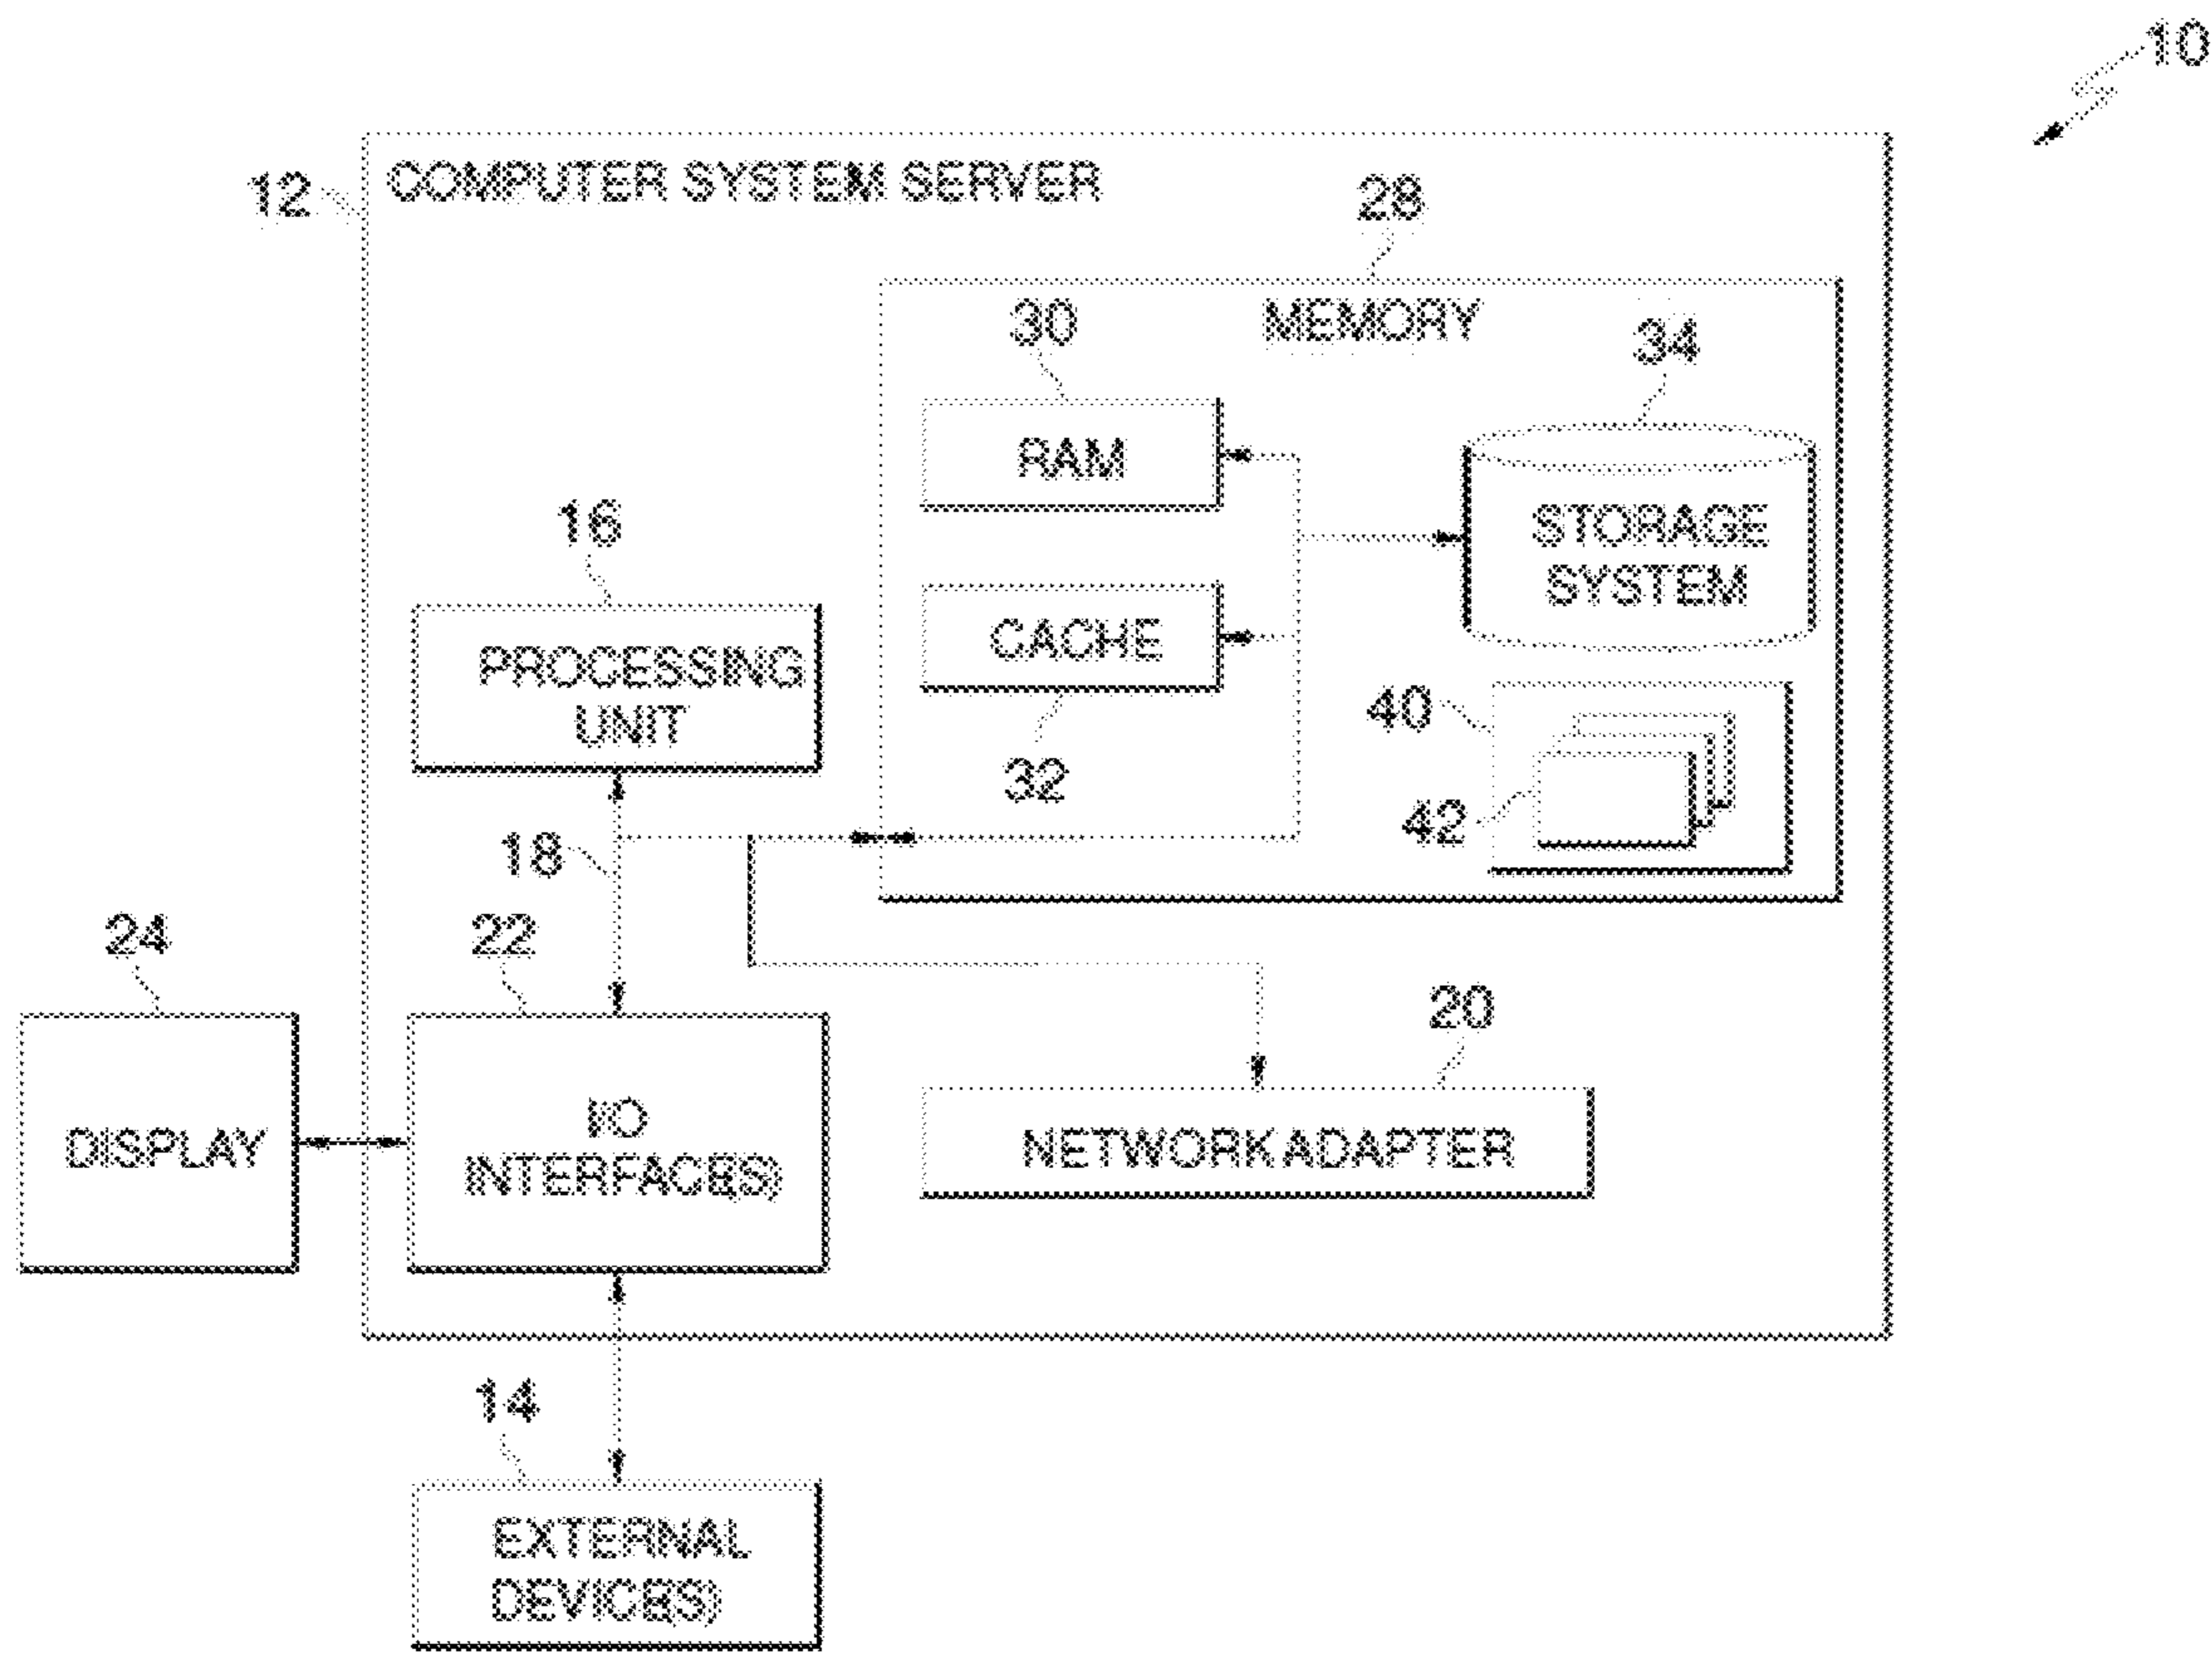 10
12
COMPUTER SYSTEM SERVER
28
MEMORY
30
34
RAM
STORAGE
SYSTEM
16
PROCESSING
UNIT
CACHE
32
40
42
18
24
22
20
DISPLAY
I/O
INTERFACE(S)
NETWORK ADAPTER
14
EXTERNAL
DEVICE(S)